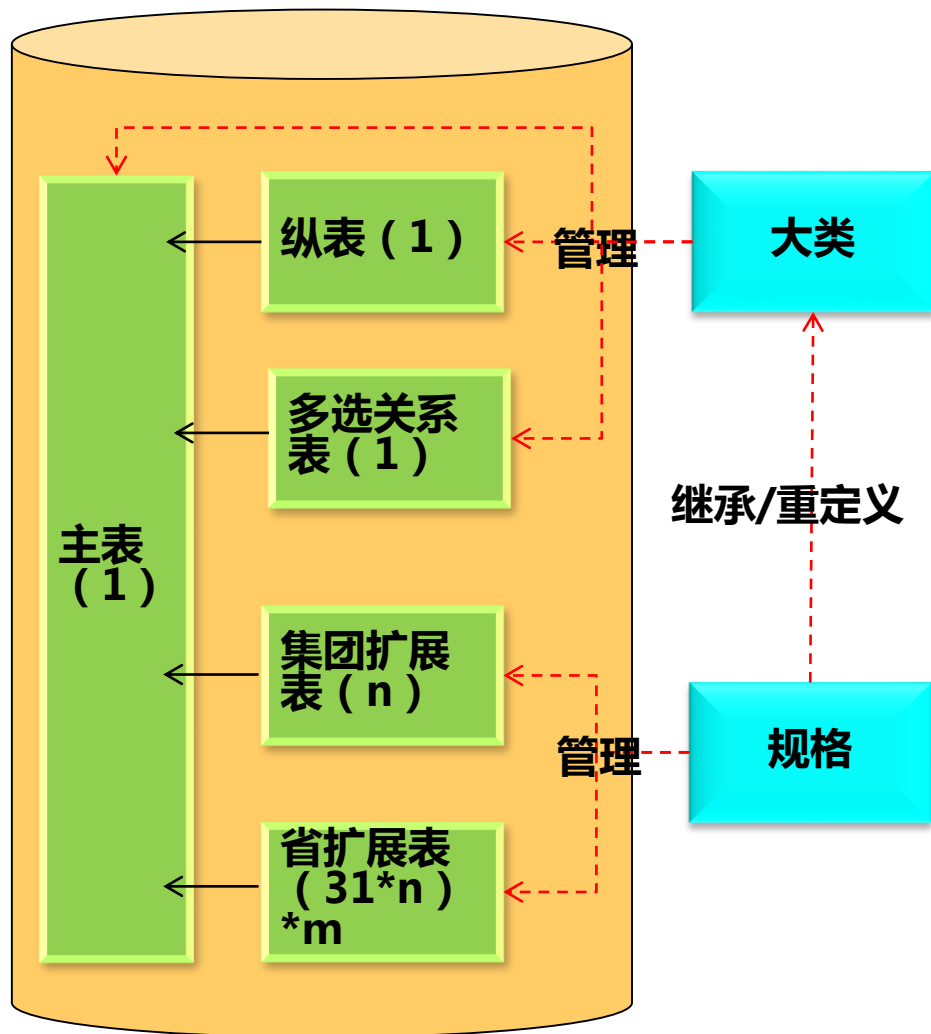 纵表（1）
管理
大类
多选关系
表（1）
继承/重定义
主表
（1）
集团扩展
表（n）
管理
规格
省扩展表
（31*n）
*m